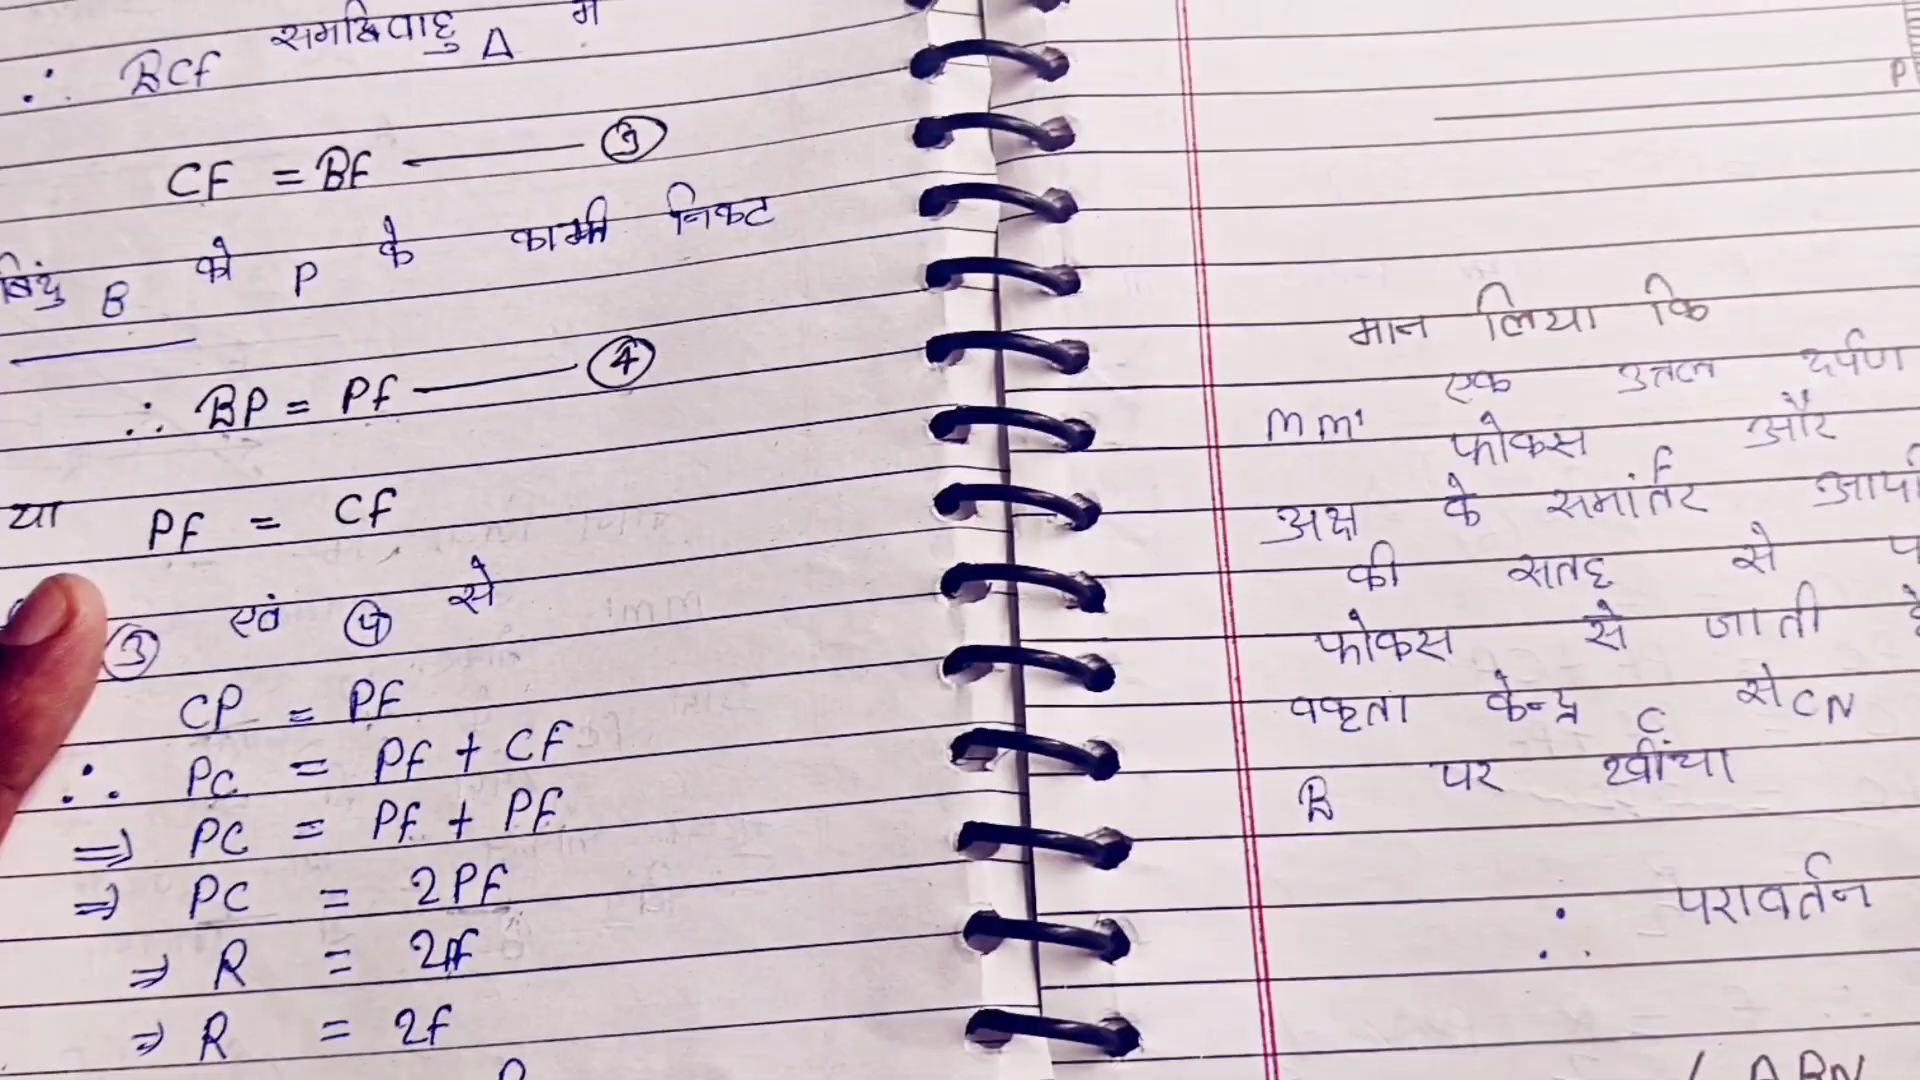 ∴ BCF समद्विबाहु Δ में
CF = BF —— ③
B को P के काफी निकट
∴ BP = PF —— ④
या PF = CF
③ एवं ④ से
CP = PF
∴ PC = PF + CF
⇒ PC = PF + PF
⇒ PC = 2PF
⇒ R = 2f
⇒ R = 2f
P
मान लिया कि
एक उत्तल दर्पण
MM'
फोकस और
अक्ष के समांतर
की सतह से
फोकस F से जाती
वक्रता केन्द्र C से CN
B पर खींचा
∴ परावर्तन
∠ABN